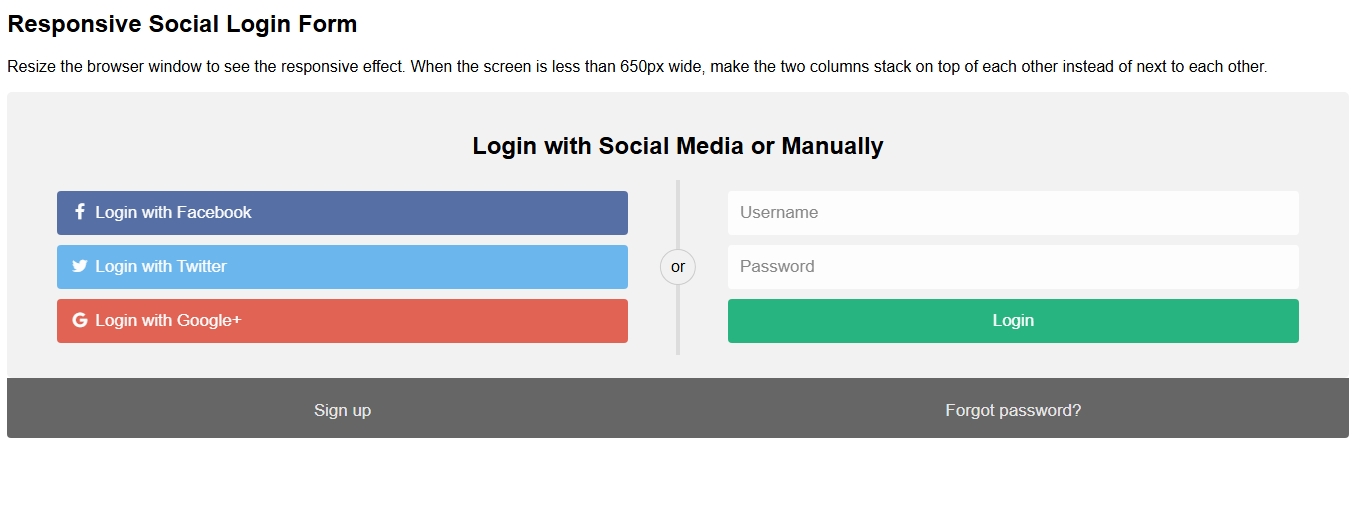 Responsive Social Login Form
Resize the browser window to see the responsive effect. When the screen is less than 650px wide, make the two columns stack on top of each other instead of next to each other.
Login with Social Media or Manually
Login with Facebook
Login with Twitter
Login with Google+
or
Username
Password
Login
Sign up
Forgot password?